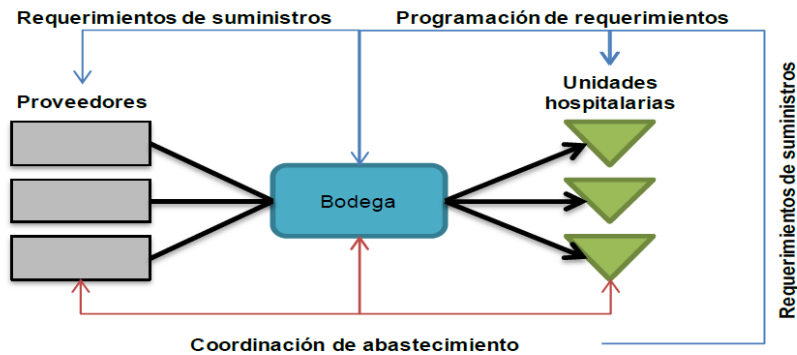 Requerimientos de suministros
Programación de requerimientos
Proveedores
Unidades
hospitalarias
Bodega
Requerimientos de suministros
Coordinación de abastecimiento